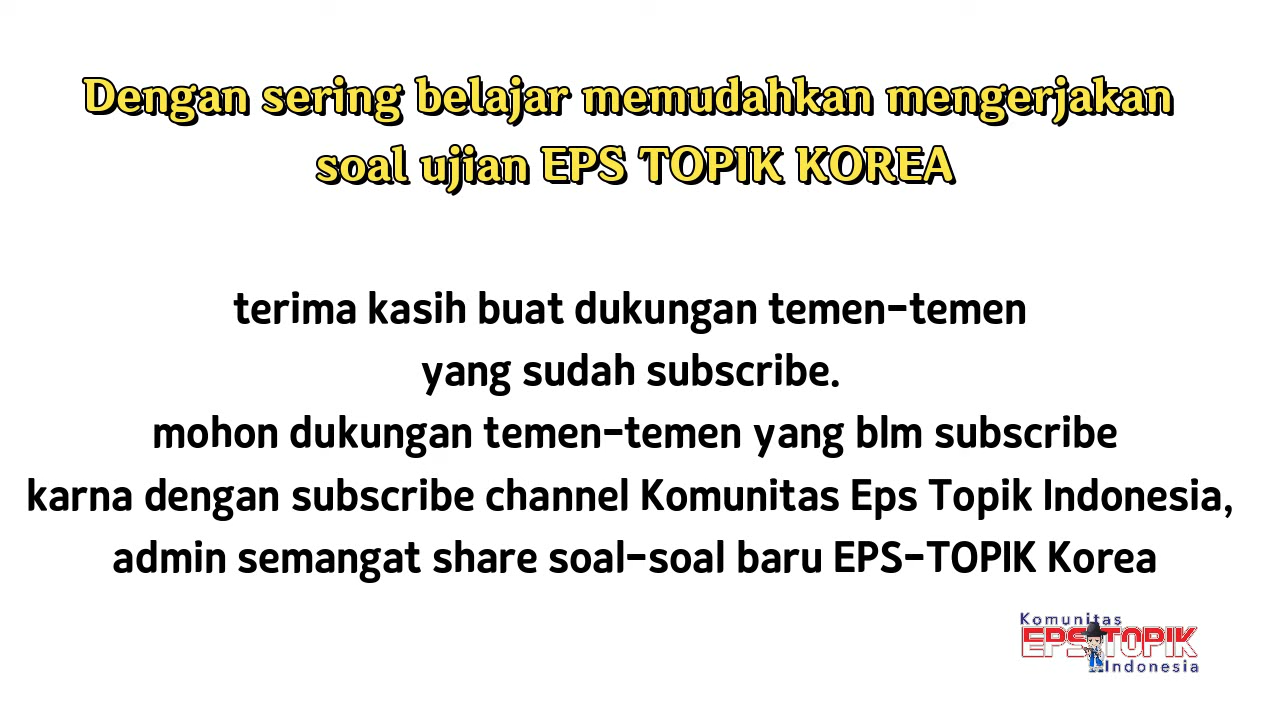 Dengan sering belajar memudahkan mengerjakan
soal ujian EPS TOPIK KOREA
terima kasih buat dukungan temen-temen
yang sudah subscribe.
mohon dukungan temen-temen yang blm subscribe
karna dengan subscribe channel Komunitas Eps Topik Indonesia,
admin semangat share soal-soal baru EPS-TOPIK Korea
Komunitas
EPS TOPIK
Indonesia